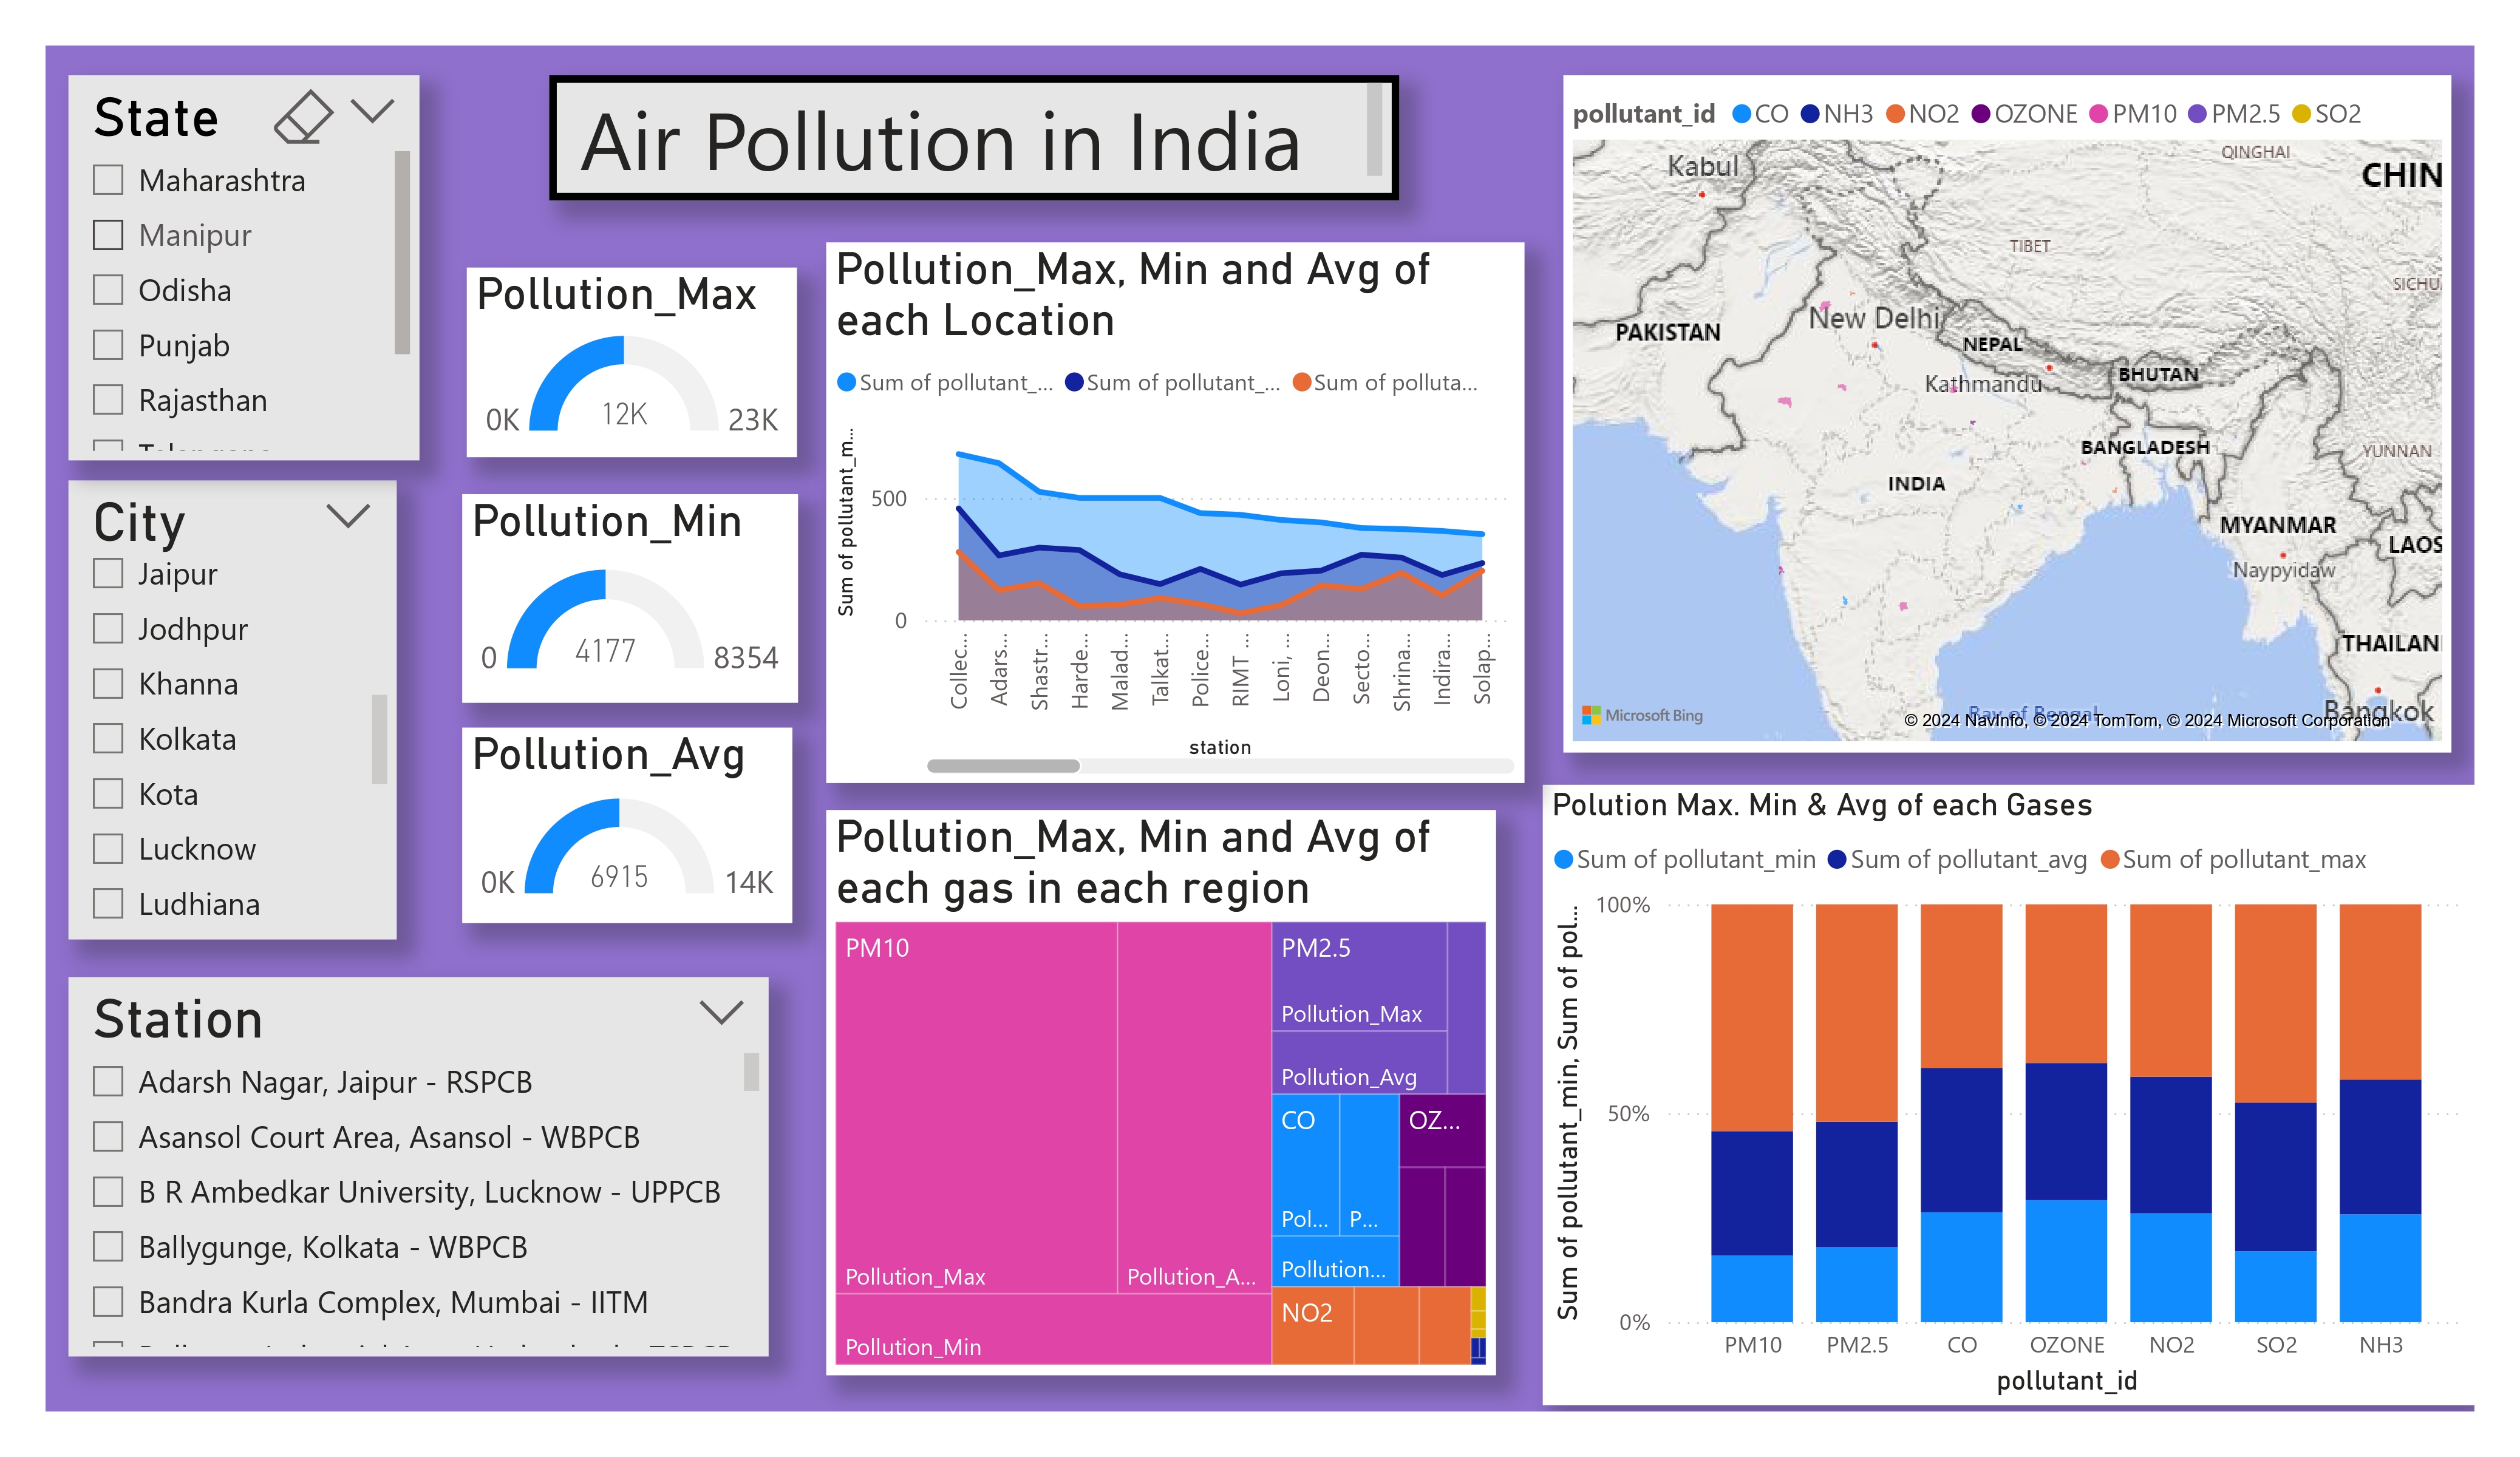 State
Maharashtra
Manipur
Odisha
Punjab
Rajasthan
City
Jaipur
Jodhpur
Khanna
Kolkata
Kota
Lucknow
Ludhiana
Station
Adarsh Nagar, Jaipur - RSPCB
Asansol Court Area, Asansol - WBPCB
B R Ambedkar University, Lucknow - UPPCB
Ballygunge, Kolkata - WBPCB
Bandra Kurla Complex, Mumbai - IITM
Air Pollution in India
Pollution_Max
0K
12K
23K
Pollution_Min
0
4177
8354
Pollution_Avg
0K
6915
14K
Pollution_Max, Min and Avg of
each Location
Sum of pollutant_... Sum of pollutant_... Sum of polluta...
Sum of pollutant_m...
500
0
Collec...
Adars...
Shastr...
Harde...
Malad...
Talkat...
Police...
RIMT ...
Loni, ...
Deon...
Secto...
Shrina...
Indira...
Solap...
station
Pollution_Max, Min and Avg of
each gas in each region
PM10
Pollution_Max
Pollution_A...
Pollution_Min
PM2.5
Pollution_Max
Pollution_Avg
CO
Pol...
P...
Pollution...
OZ...
NO2
pollutant_id CO NH3 NO2 OZONE PM10 PM2.5 SO2
Kabul
QINGHAI
CHIN
TIBET
SICHU
New Delhi
PAKISTAN
NEPAL
BHUTAN
Kathmandu
BANGLADESH
YUNNAN
INDIA
MYANMAR
LAOS
Naypyidaw
THAILAN
Bay of Bengal
Bangkok
Microsoft Bing
© 2024 NavInfo, © 2024 TomTom, © 2024 Microsoft Corporation
Polution Max. Min & Avg of each Gases
Sum of pollutant_min Sum of pollutant_avg Sum of pollutant_max
Sum of pollutant_min, Sum of pol...
100%
50%
0%
PM10 PM2.5 CO OZONE NO2 SO2 NH3
pollutant_id